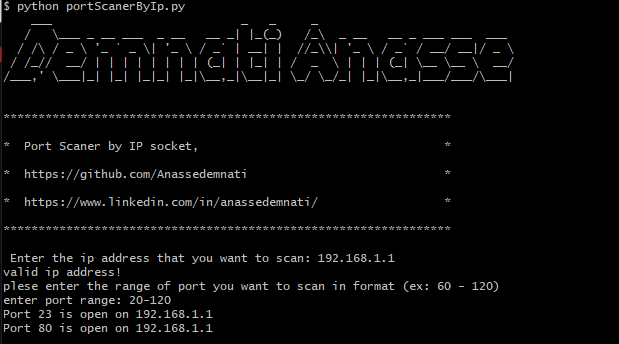 $ python portScanerByIp.py
Demnati Anass
****************************************************************
* Port Scaner by IP socket, *
* https://github.com/Anassedemnati *
* https://www.linkedin.com/in/anassedemnati/ *
****************************************************************
Enter the ip address that you want to scan: 192.168.1.1
valid ip address!
plese enter the range of port you want to scan in format (ex: 60 - 120)
enter port range: 20-120
Port 23 is open on 192.168.1.1
Port 80 is open on 192.168.1.1